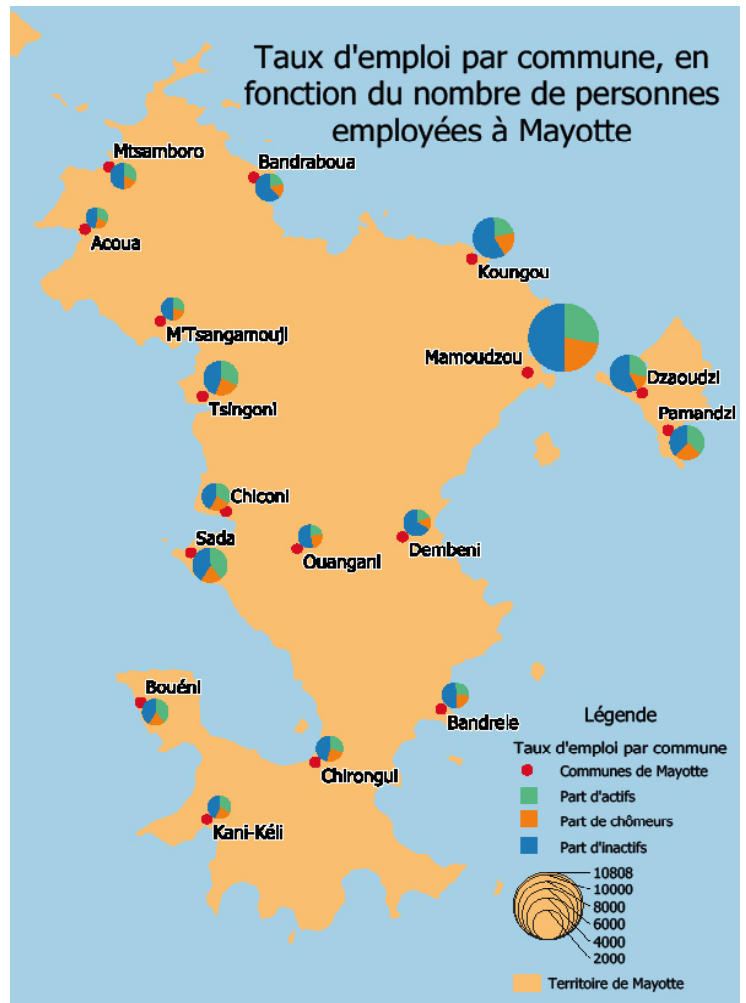 Taux d'emploi par commune, en
fonction du nombre de personnes
employées à Mayotte
Mtsamboro
Bandraboua
Acoua
Koungou
M'Tsangamouji
Mamoudzou
Dzaoudzi
Tsingoni
Pamandzi
Chiconi
Sada
Ouangani
Dembeni
Bouéni
Bandrele
Chirongui
Kani-Kéli
Légende
Taux d'emploi par commune
Communes de Mayotte
Part d'actifs
Part de chômeurs
Part d'inactifs
10808
10000
8000
6000
4000
2000
Territoire de Mayotte